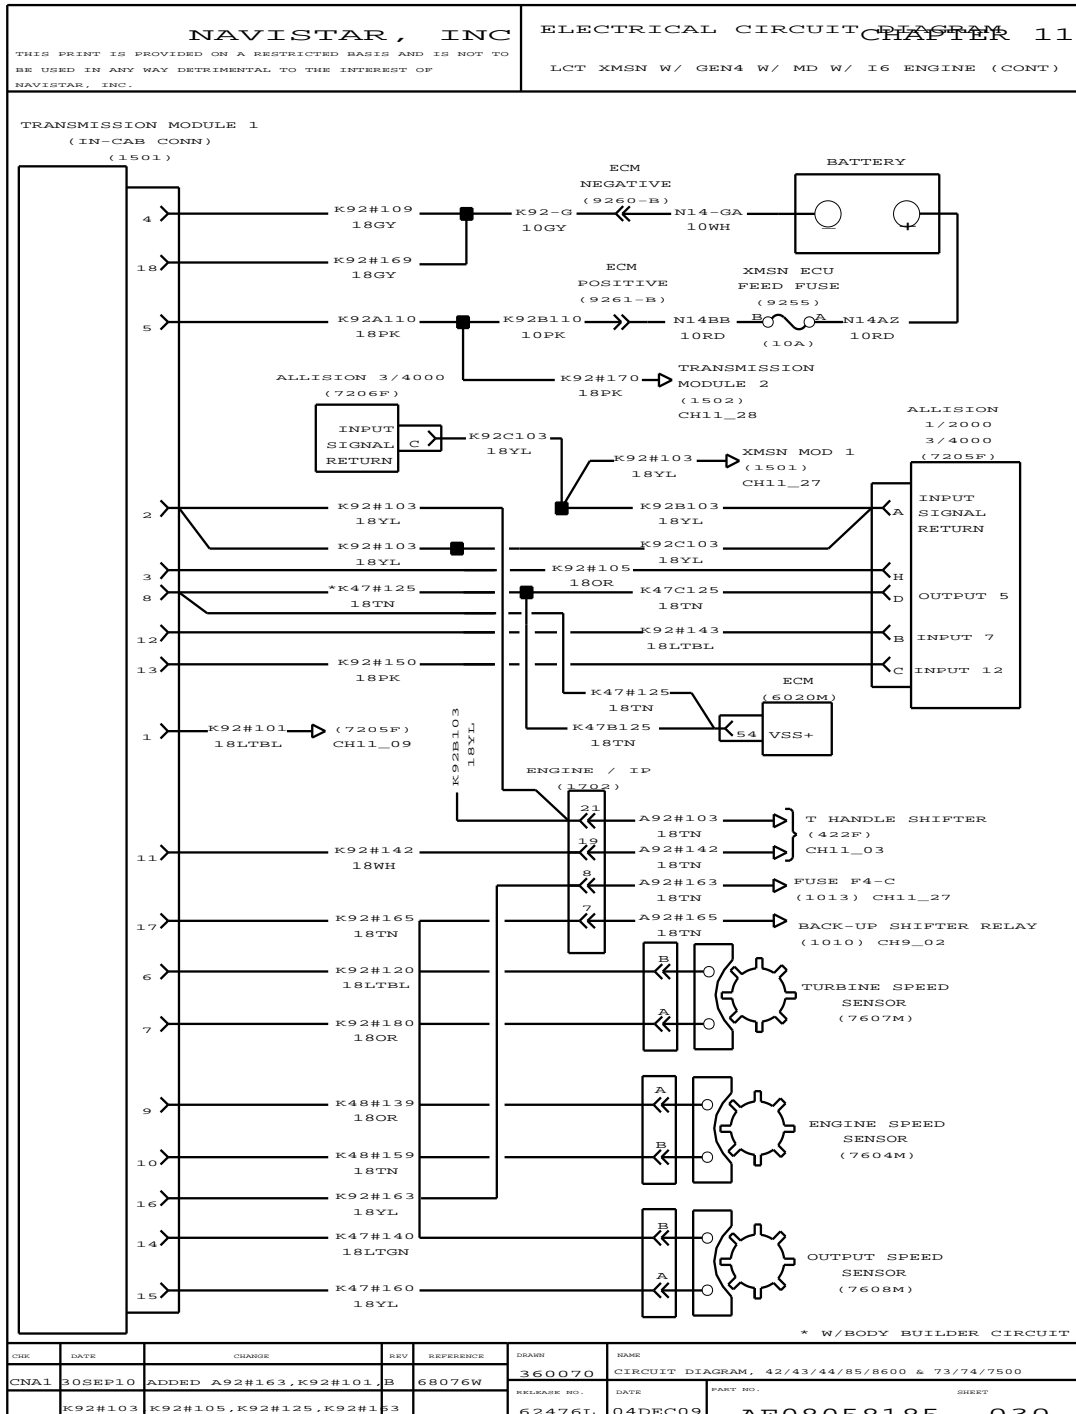 NAVISTAR, INC
THIS PRINT IS PROVIDED ON A RESTRICTED BASIS AND IS NOT TO
BE USED IN ANY WAY DETRIMENTAL TO THE INTEREST OF
NAVISTAR, INC.
ELECTRICAL CIRCUIT DIAGRAM
CHAPTER 11
LCT XMSN W/ GEN4 W/ MD W/ I6 ENGINE (CONT)
TRANSMISSION MODULE 1
(IN-CAB CONN)
(1501)
4
K92#109
18GY
K92-G
10GY
ECM
NEGATIVE
(9260-B)
N14-GA
10WH
BATTERY
-
+
18
K92#169
18GY
ECM
POSITIVE
(9261-B)
XMSN ECU
FEED FUSE
(9255)
5
K92A110
18PK
K92B110
10PK
N14BB
10RD
B
A
(10A)
N14AZ
10RD
K92#170
18PK
TRANSMISSION
MODULE 2
(1502)
CH11_28
ALLISION 3/4000
(7206F)
INPUT
SIGNAL
RETURN
C
K92C103
18YL
K92#103
18YL
XMSN MOD 1
(1501)
CH11_27
ALLISION
1/2000
3/4000
(7205F)
2
K92#103
18YL
K92B103
18YL
A
INPUT
SIGNAL
RETURN
K92#103
18YL
K92C103
18YL
3
K92#105
18OR
H
8
*K47#125
18TN
K47C125
18TN
D
OUTPUT 5
12
K92#143
18LTBL
B
INPUT 7
13
K92#150
18PK
C
INPUT 12
K47#125
18TN
ECM
(6020M)
K47B125
18TN
54
VSS+
1
K92#101
18LTBL
(7205F)
CH11_09
K92B103
18YL
ENGINE / IP
(1702)
21
A92#103
18TN
T HANDLE SHIFTER
(422F)
CH11_03
11
K92#142
18WH
19
A92#142
18TN
8
A92#163
18TN
FUSE F4-C
(1013) CH11_27
17
K92#165
18TN
7
A92#165
18TN
BACK-UP SHIFTER RELAY
(1010) CH9_02
6
K92#120
18LTBL
B
TURBINE SPEED
SENSOR
(7607M)
7
K92#180
18OR
A
9
K48#139
18OR
A
ENGINE SPEED
SENSOR
(7604M)
10
K48#159
18TN
B
16
K92#163
18YL
14
K47#140
18LTGN
B
OUTPUT SPEED
SENSOR
(7608M)
15
K47#160
18YL
A
* W/BODY BUILDER CIRCUIT
CHK DATE CHANGE REV REFERENCE
CNA1 30SEP10 ADDED A92#163,K92#101, B 68076W
K92#103 K92#105,K92#125,K92#163
DRAWN
360070
NAME
CIRCUIT DIAGRAM, 42/43/44/85/8600 & 73/74/7500
RELEASE NO.
62476L
DATE
04DEC09
PART NO.
SHEET
AE08058185 030